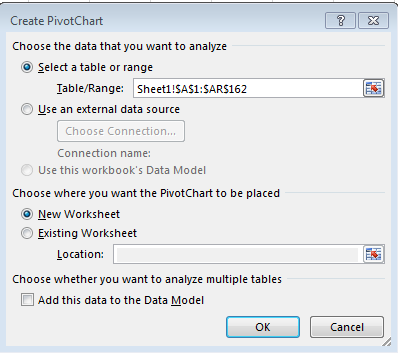 Create PivotChart
Choose the data that you want to analyze
Select a table or range
Table/Range: Sheet1!$A$1:$AR$162
Use an external data source
Choose Connection...
Connection name:
Use this workbook's Data Model
Choose where you want the PivotChart to be placed
New Worksheet
Existing Worksheet
Location:
Choose whether you want to analyze multiple tables
Add this data to the Data Model
OK Cancel